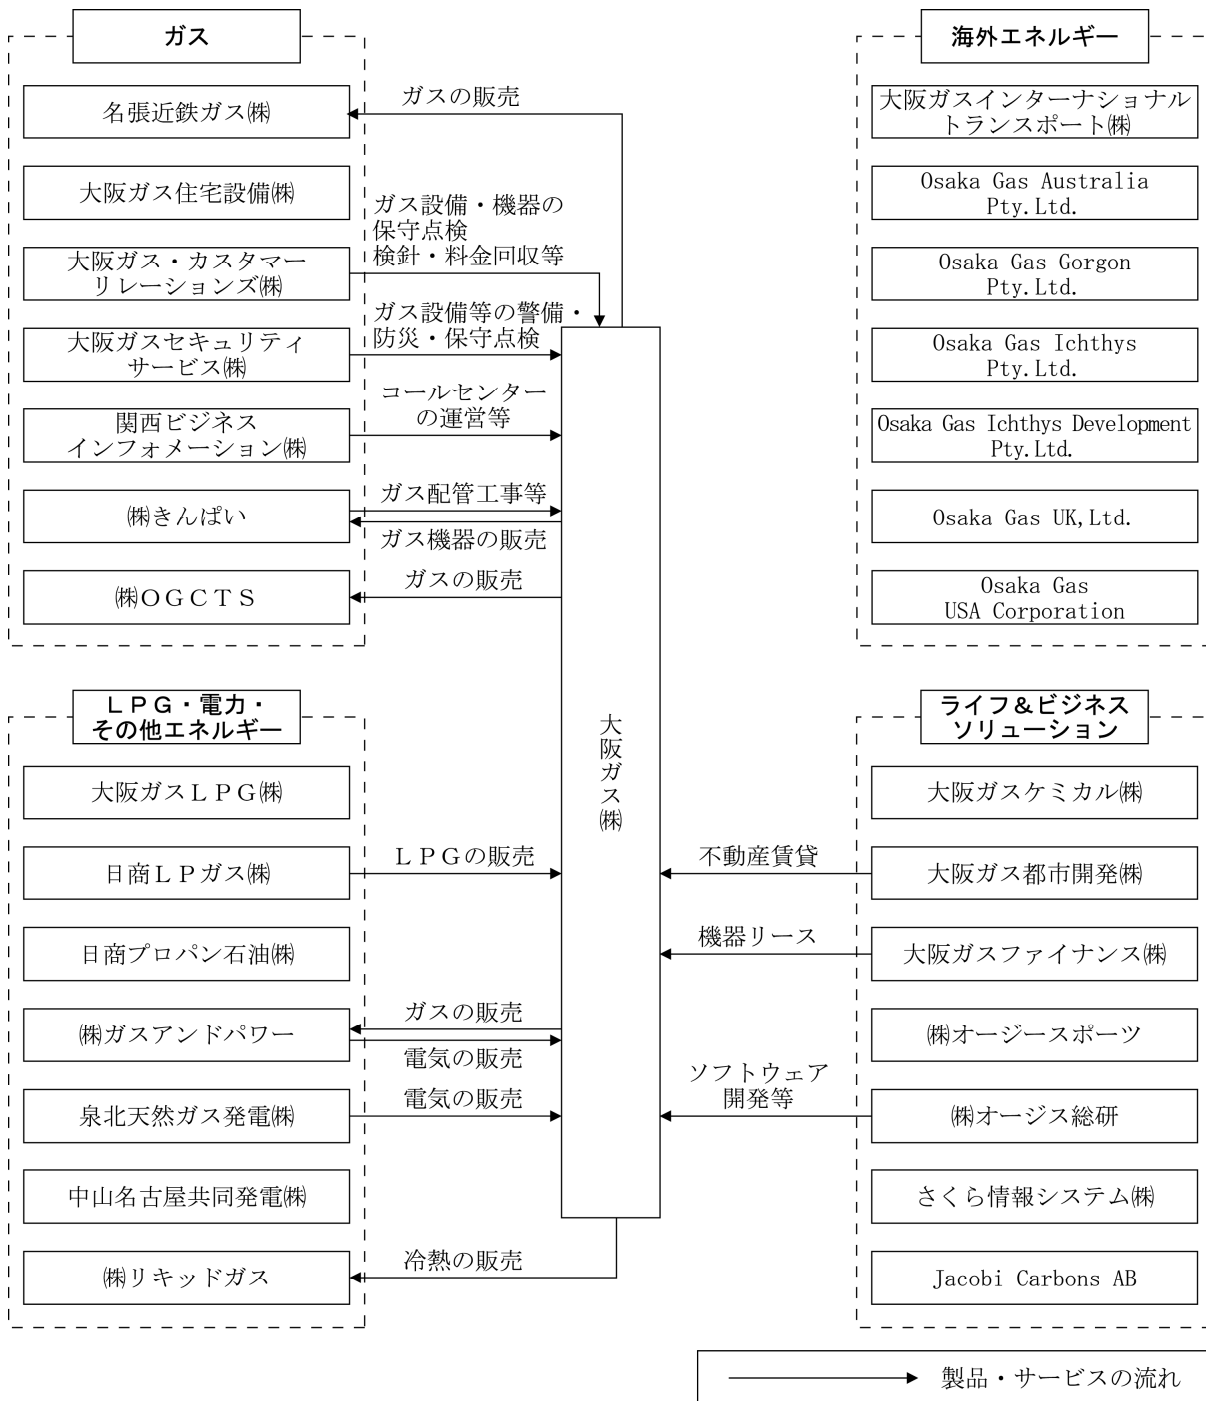 ガス
名張近鉄ガス㈱
大阪ガス住宅設備㈱
大阪ガス・カスタマー
リレーションズ㈱
大阪ガスセキュリティ
サービス㈱
関西ビジネス
インフォメーション㈱
㈱きんぱい
㈱ＯＧＣＴＳ
ガスの販売
ガス設備・機器の
保守点検
検針・料金回収等
ガス設備等の警備・
防災・保守点検
コールセンター
の運営等
ガス配管工事等
ガス機器の販売
ガスの販売
海外エネルギー
大阪ガスインターナショナル
トランスポート㈱
Osaka Gas Australia
Pty.Ltd.
Osaka Gas Gorgon
Pty.Ltd.
Osaka Gas Ichthys
Pty.Ltd.
Osaka Gas Ichthys Development
Pty.Ltd.
Osaka Gas UK,Ltd.
Osaka Gas
USA Corporation
大阪ガス㈱
ＬＰＧ・電力・
その他エネルギー
大阪ガスＬＰＧ㈱
日商ＬＰガス㈱
日商プロパン石油㈱
㈱ガスアンドパワー
泉北天然ガス発電㈱
中山名古屋共同発電㈱
㈱リキッドガス
ＬＰＧの販売
ガスの販売
電気の販売
電気の販売
冷熱の販売
ライフ＆ビジネス
ソリューション
大阪ガスケミカル㈱
大阪ガス都市開発㈱
大阪ガスファイナンス㈱
㈱オージースポーツ
㈱オージス総研
さくら情報システム㈱
Jacobi Carbons AB
不動産賃貸
機器リース
ソフトウェア
開発等
製品・サービスの流れ